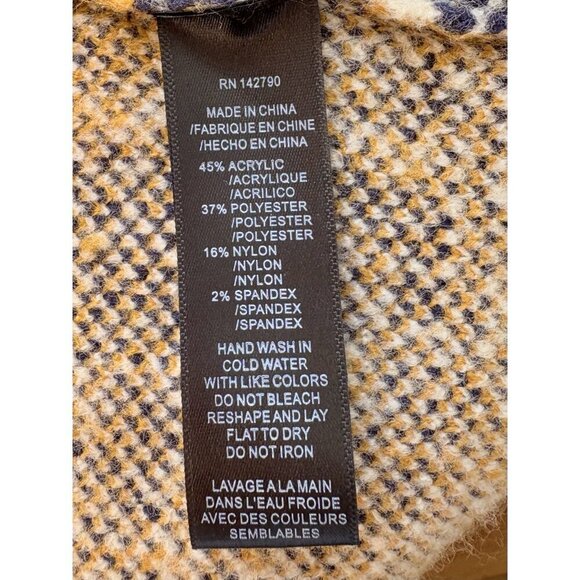 RN 142790
MADE IN CHINA
/FABRIQUE EN CHINE
/HECHO EN CHINA
45% ACRYLIC
/ACRYLIQUE
/ACRILICO
37% POLYESTER
/POLYESTER
/POLYESTER
16% NYLON
/NYLON
/NYLON
2% SPANDEX
/SPANDEX
/SPANDEX
HAND WASH IN
COLD WATER
WITH LIKE COLORS
DO NOT BLEACH
RESHAPE AND LAY
FLAT TO DRY
DO NOT IRON
LAVAGE A LA MAIN
DANS L'EAU FROIDE
AVEC DES COULEURS
SEMBLABLES